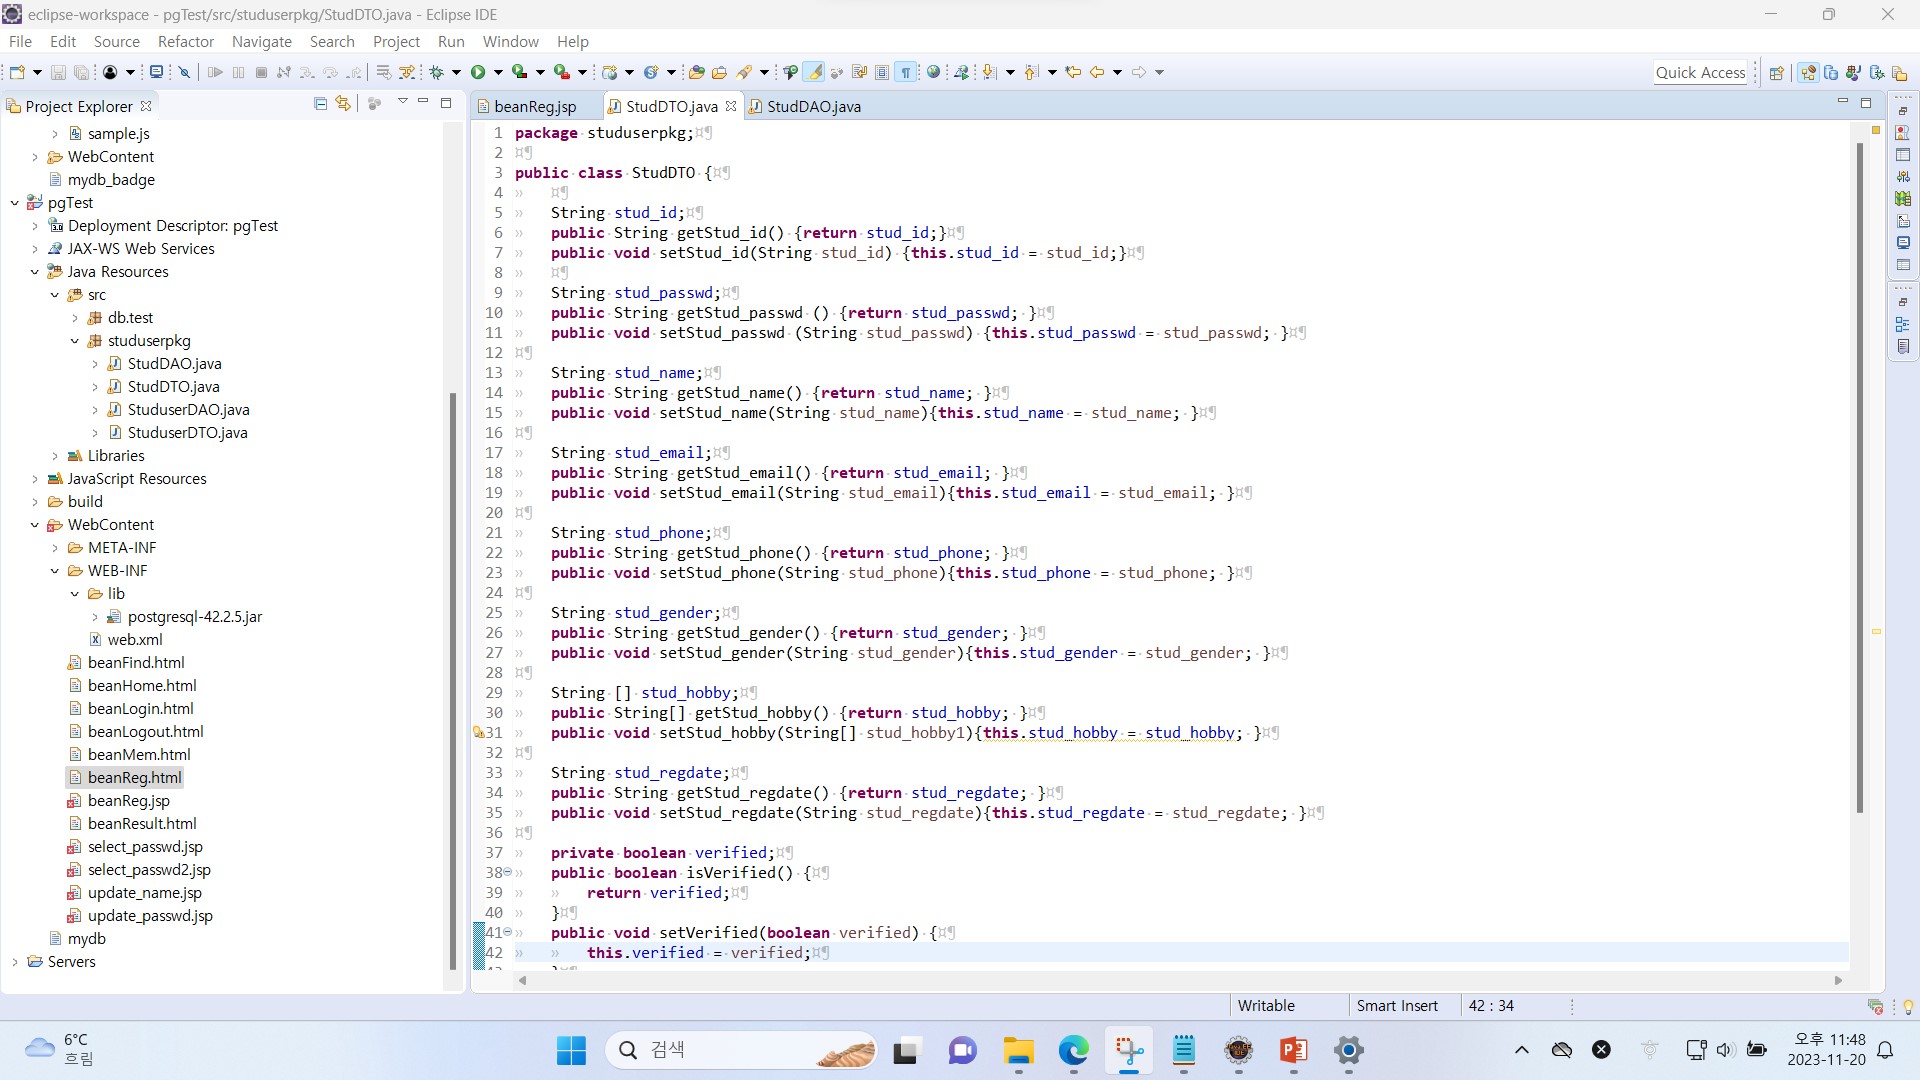 eclipse-workspace - pgTest/src/studuserpkg/StudDTO.java - Eclipse IDE
File Edit Source Refactor Navigate Search Project Run Window Help
Quick Access
Project Explorer
sample.js
WebContent
mydb_badge
pgTest
Deployment Descriptor: pgTest
JAX-WS Web Services
Java Resources
src
db.test
studuserpkg
StudDAO.java
StudDTO.java
StuduserDAO.java
StuduserDTO.java
Libraries
JavaScript Resources
build
WebContent
META-INF
WEB-INF
lib
postgresql-42.2.5.jar
web.xml
beanFind.html
beanHome.html
beanLogin.html
beanLogout.html
beanMem.html
beanReg.html
beanReg.jsp
beanResult.html
select_passwd.jsp
select_passwd2.jsp
update_name.jsp
update_passwd.jsp
mydb
Servers
beanReg.jsp StudDTO.java StudDAO.java
1 package studuserpkg;
2
3 public class StudDTO {
4
5 String stud_id;
6 public String getStud_id() {return stud_id;}
7 public void setStud_id(String stud_id) {this.stud_id = stud_id;}
8
9 String stud_passwd;
10 public String getStud_passwd () {return stud_passwd; }
11 public void setStud_passwd (String stud_passwd) {this.stud_passwd = stud_passwd; }
12
13 String stud_name;
14 public String getStud_name() {return stud_name; }
15 public void setStud_name(String stud_name){this.stud_name = stud_name; }
16
17 String stud_email;
18 public String getStud_email() {return stud_email; }
19 public void setStud_email(String stud_email){this.stud_email = stud_email; }
20
21 String stud_phone;
22 public String getStud_phone() {return stud_phone; }
23 public void setStud_phone(String stud_phone){this.stud_phone = stud_phone; }
24
25 String stud_gender;
26 public String getStud_gender() {return stud_gender; }
27 public void setStud_gender(String stud_gender){this.stud_gender = stud_gender; }
28
29 String [] stud_hobby;
30 public String[] getStud_hobby() {return stud_hobby; }
31 public void setStud_hobby(String[] stud_hobby1){this.stud_hobby = stud_hobby; }
32
33 String stud_regdate;
34 public String getStud_regdate() {return stud_regdate; }
35 public void setStud_regdate(String stud_regdate){this.stud_regdate = stud_regdate; }
36
37 private boolean verified;
38 public boolean isVerified() {
39 return verified;
40 }
41 public void setVerified(boolean verified) {
42 this.verified = verified;
Writable Smart Insert 42 : 34
6°C
흐림
검색
오후 11:48
2023-11-20